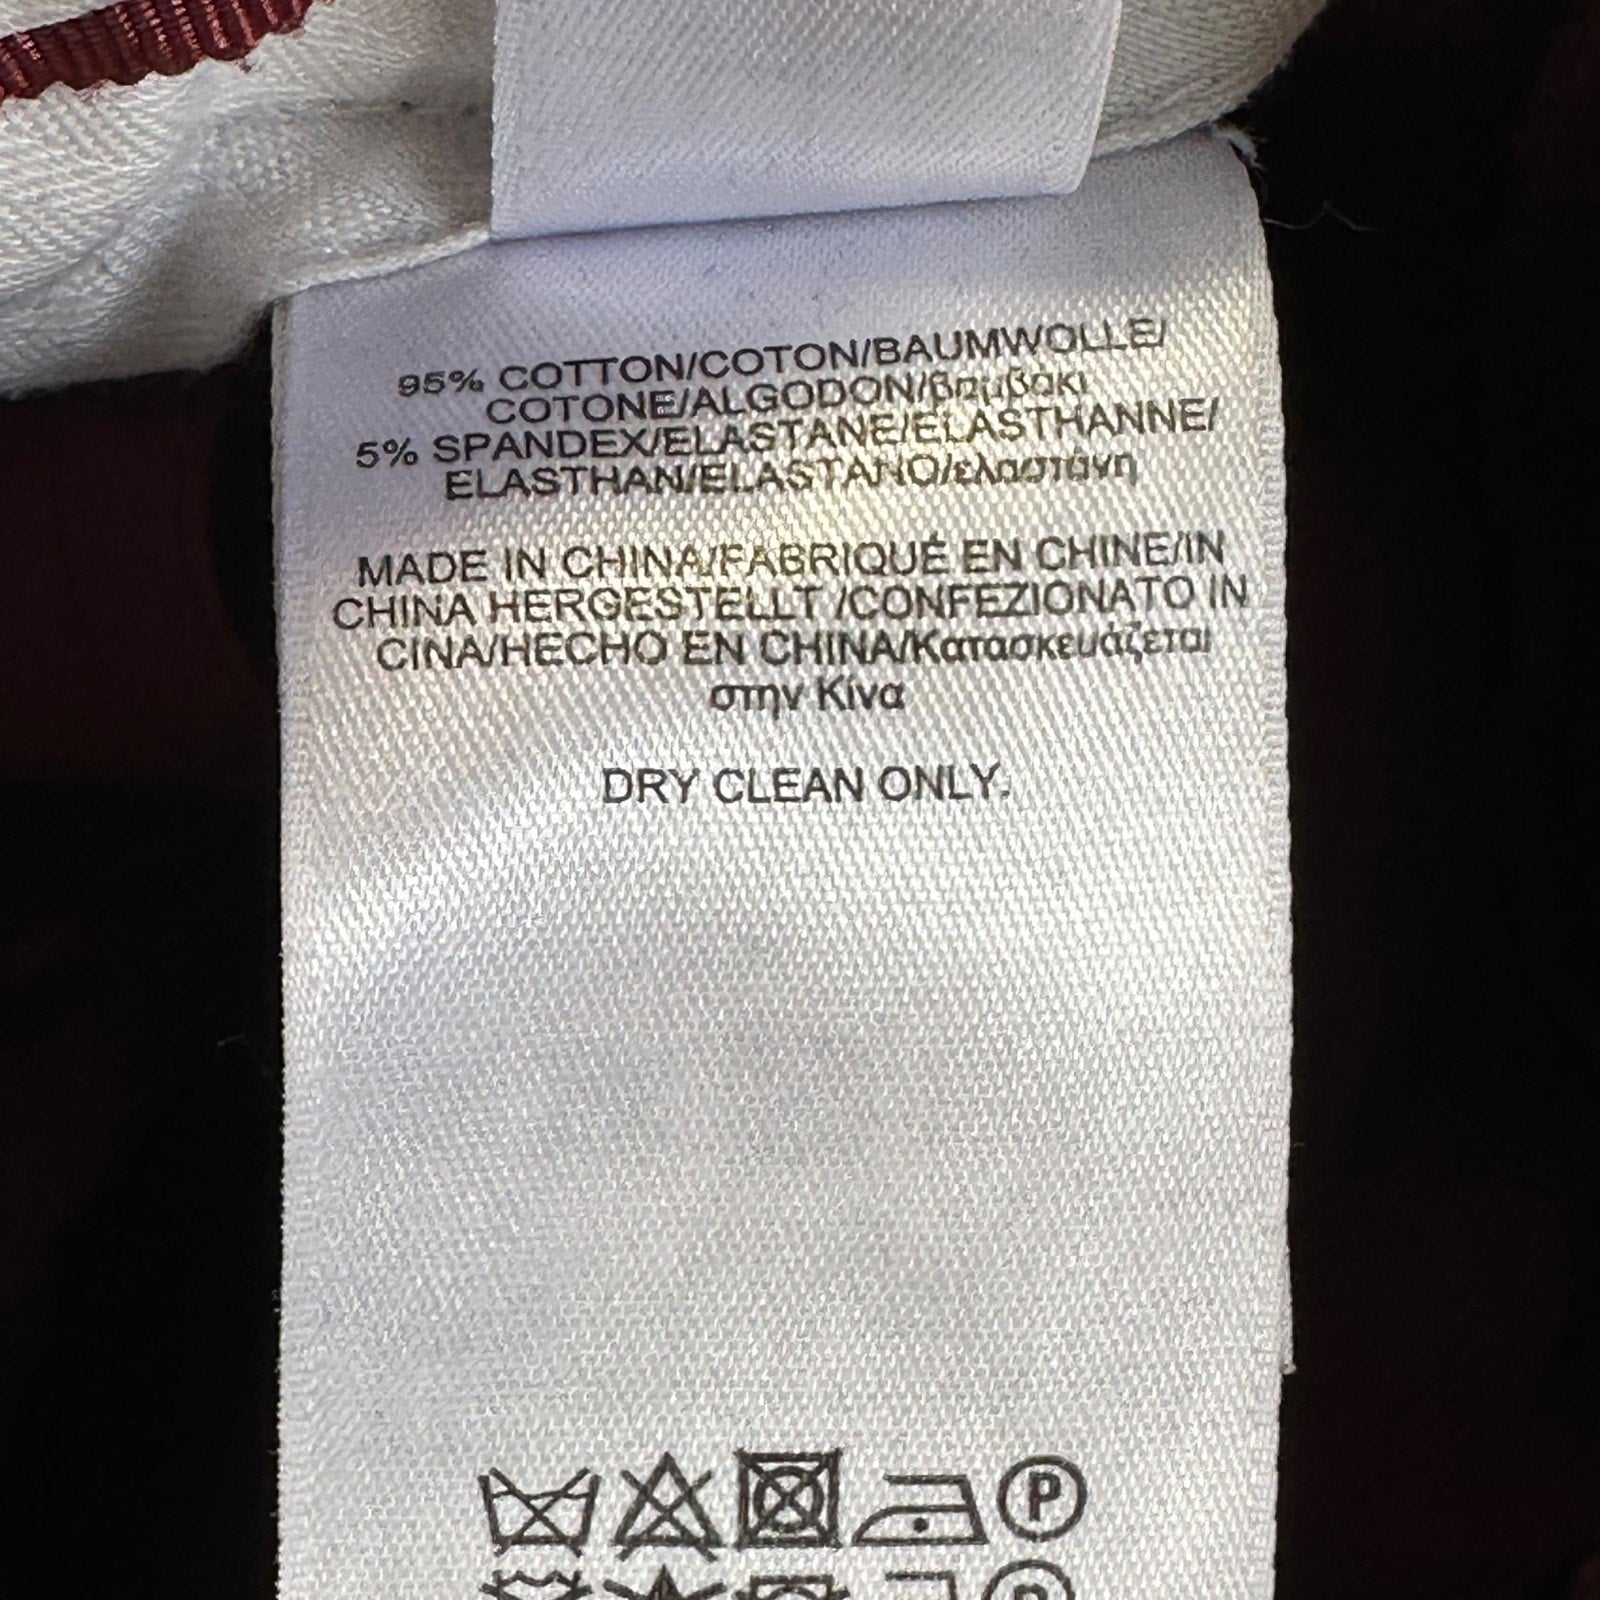 95% COTTON/COTON/BAUMWOLLE/
COTONE/ALGODON/βαμβάκι
5% SPANDEX/ELASTANE/ELASTHANNE/
ELASTHAN/ELASTANO/ελαστάνη
MADE IN CHINA/FABRIQUÉ EN CHINE/IN
CHINA HERGESTELLT /CONFEZIONATO IN
CINA/HECHO EN CHINA/Κατασκευάζεται
στην Κίνα
DRY CLEAN ONLY.
P
P